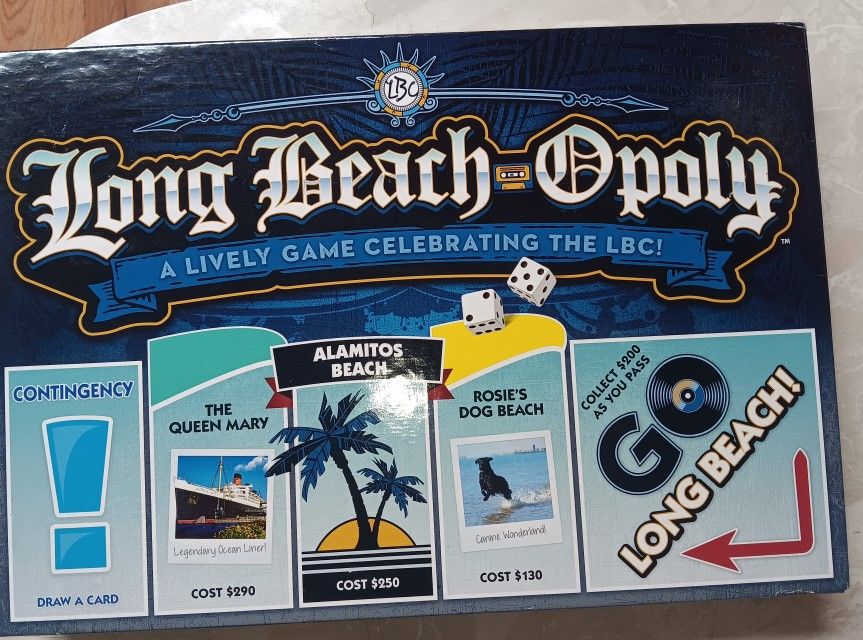 LBC
Long Beach-Opoly
TM
A LIVELY GAME CELEBRATING THE LBC!
CONTINGENCY
!
DRAW A CARD
THE
QUEEN MARY
Legendary Ocean Liner!
COST $290
ALAMITOS
BEACH
COST $250
ROSIE'S
DOG BEACH
Canine Wonderland!
COST $130
COLLECT $200
AS YOU PASS
GO
LONG BEACH!